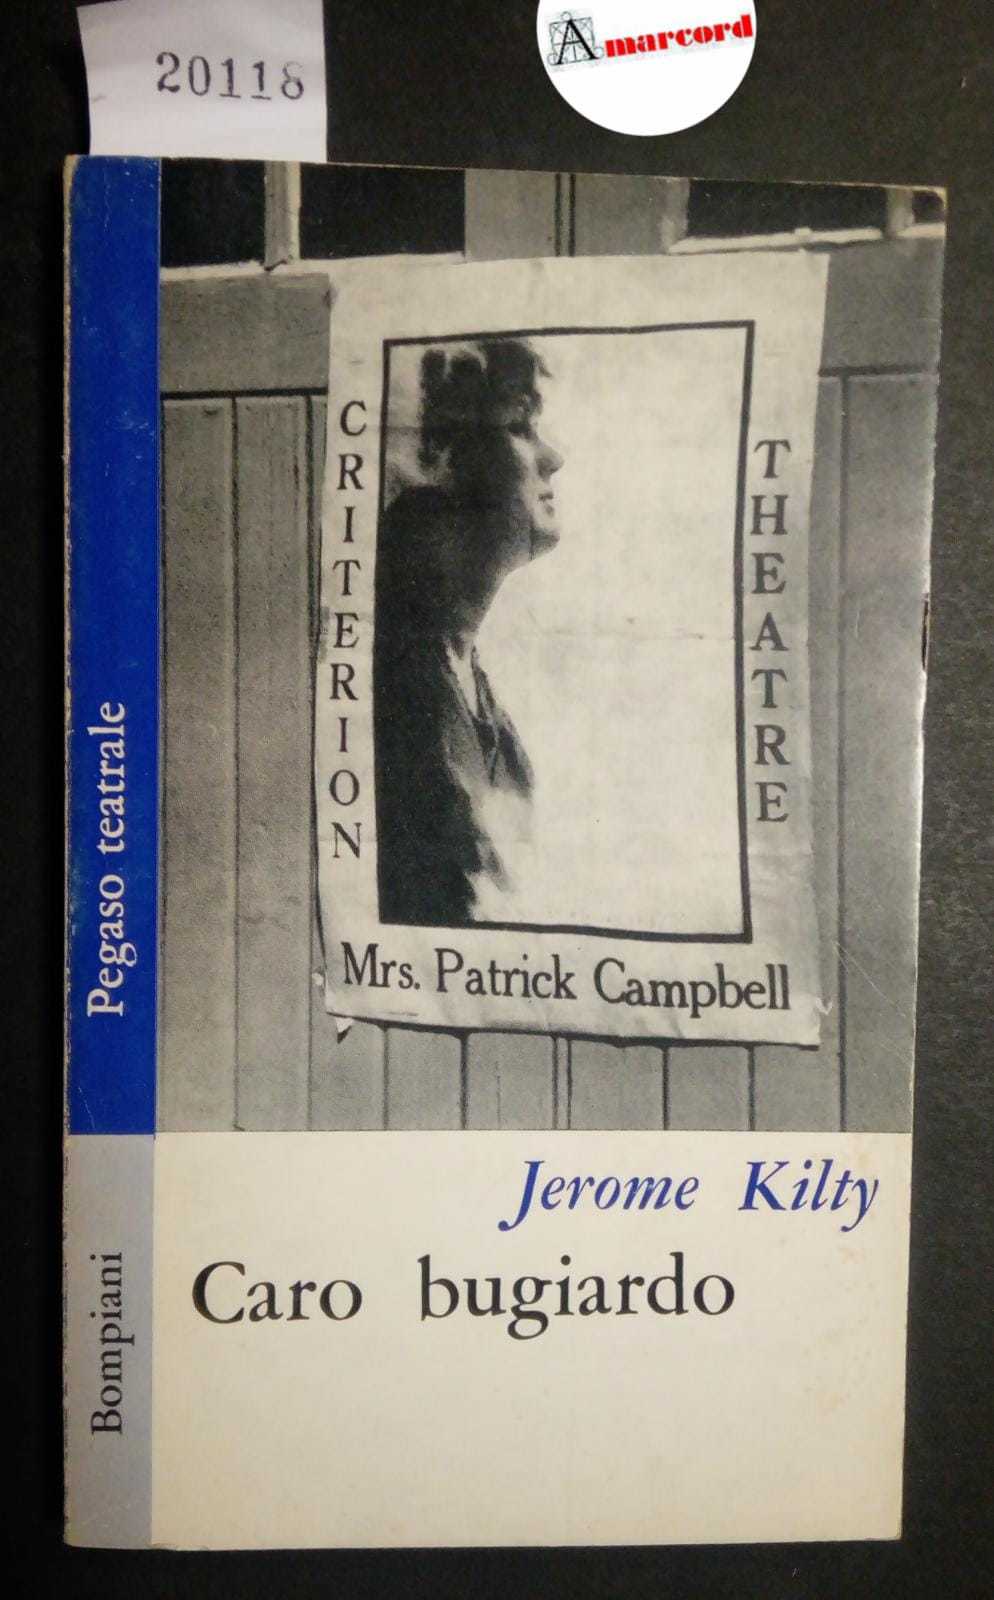 20118
Amarcord
CRITERION
THEATRE
Mrs. Patrick Campbell
Pegaso teatrale
Jerome Kilty
Caro bugiardo
Bompiani